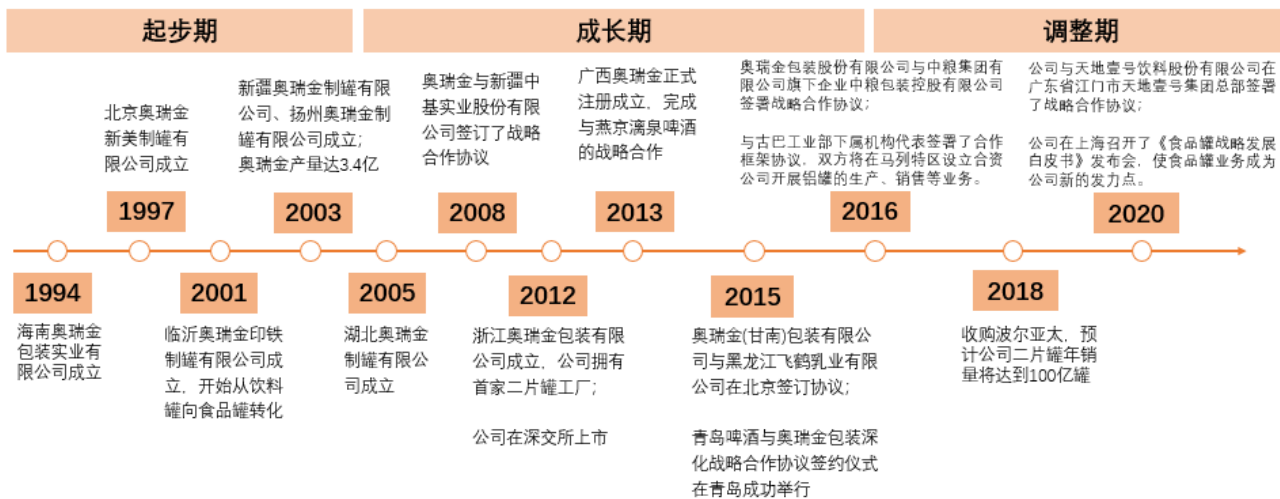 起步期
成长期
调整期
北京奥瑞金
新美制罐有
限公司成立
新疆奥瑞金制罐有限
公司、扬州奥瑞金制
罐有限公司成立；
奥瑞金产量达3.4亿
奥瑞金与新疆中
基实业股份有限
公司签订了战略
合作协议
广西奥瑞金正式
注册成立，完成
与燕京漓泉啤酒
的战略合作
奥瑞金包装股份有限公司与中粮集团有
限公司旗下企业中粮包装控股有限公司
签署战略合作协议；
与古巴工业部下属机构代表签署了合作
框架协议，双方将在马列特区设立合资
公司开展铝罐的生产、销售等业务。
公司与天地壹号饮料股份有限公司在
广东省江门市天地壹号集团总部签署
了战略合作协议；
公司在上海召开了《食品罐战略发展
白皮书》发布会，使食品罐业务成为
公司新的发力点。
1997
2003
2008
2013
2016
2020
1994
2001
2005
2012
2015
2018
海南奥瑞金
包装实业有
限公司成立
临沂奥瑞金印铁
制罐有限公司成
立，开始从饮料
罐向食品罐转化
湖北奥瑞金
制罐有限公
司成立
浙江奥瑞金包装有限
公司成立，公司拥有
首家二片罐工厂；
公司在深交所上市
奥瑞金(甘南)包装有限公
司与黑龙江飞鹤乳业有限
公司在北京签订协议；
青岛啤酒与奥瑞金包装深
化战略合作协议签约仪式
在青岛成功举行
收购波尔亚太，预
计公司二片罐年销
量将达到100亿罐